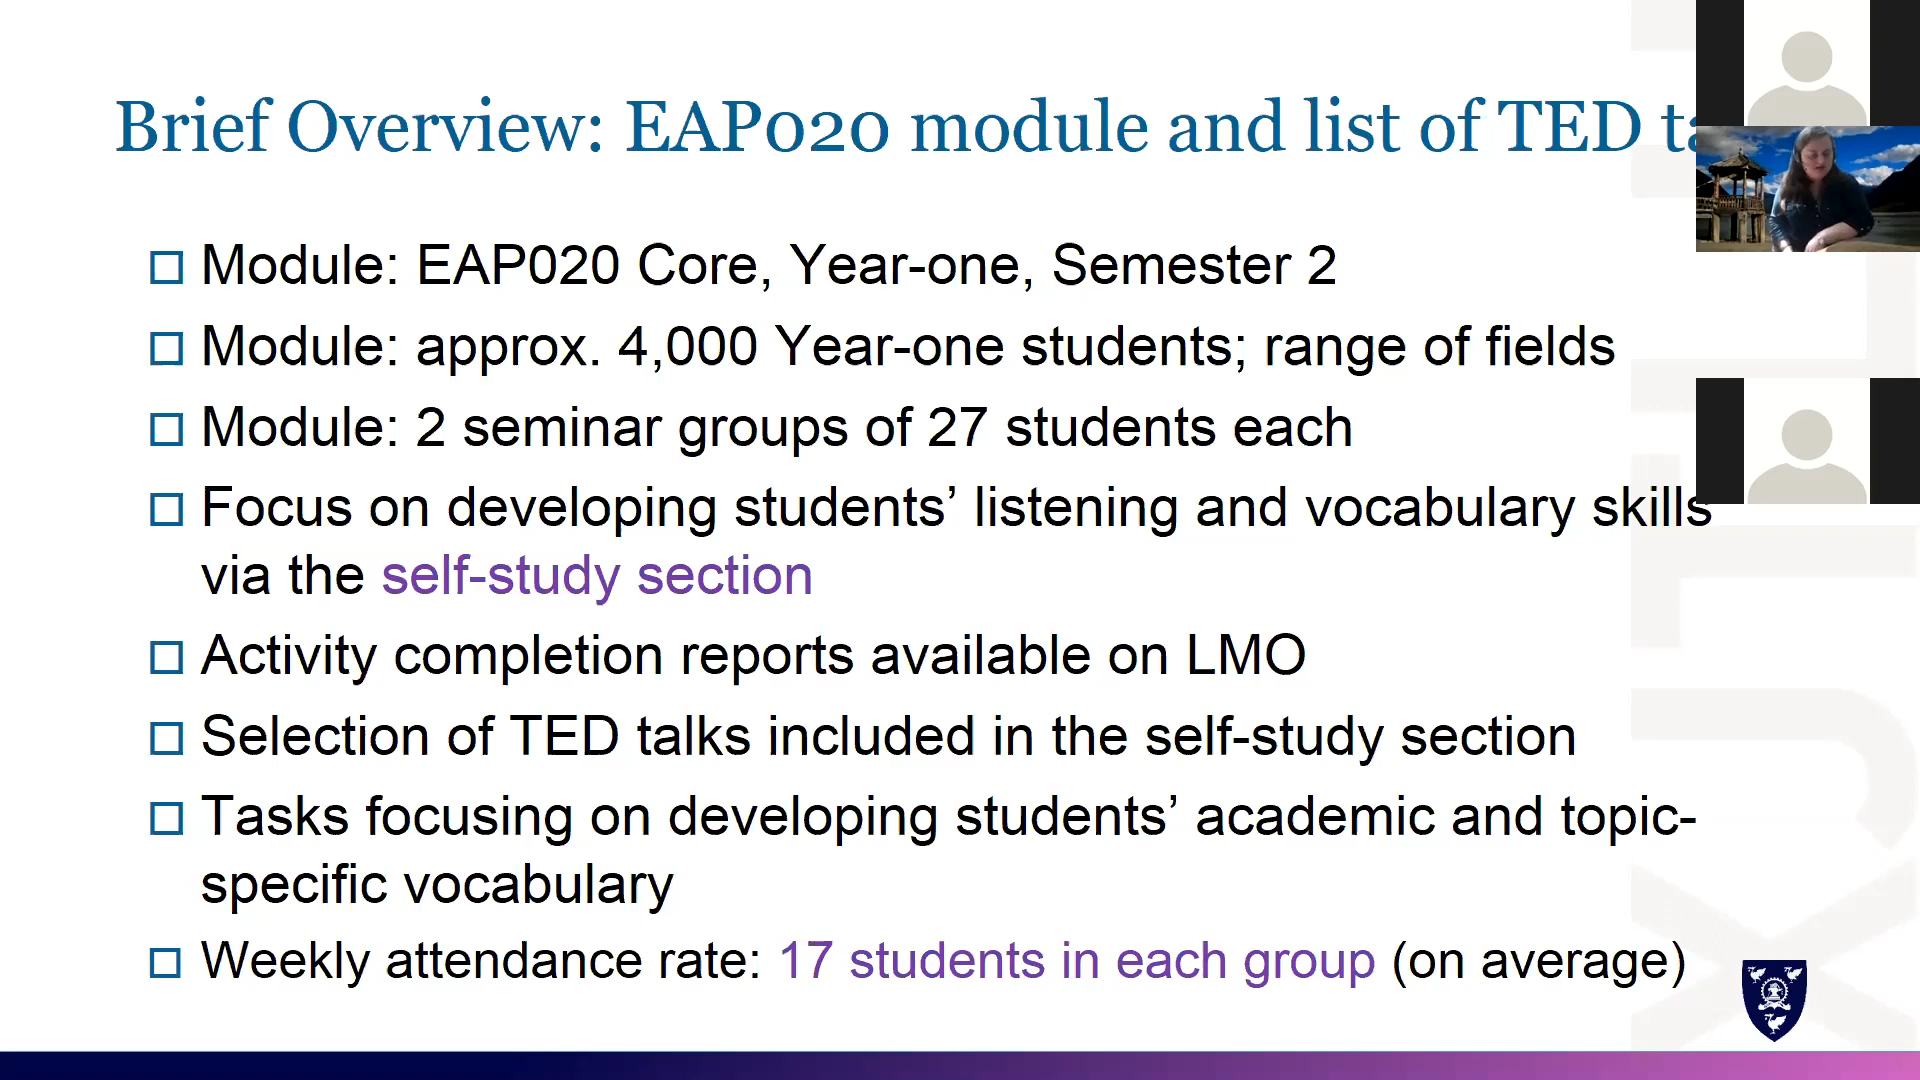 Brief Overview: EAP020 module and list of TED
Module: EAP020 Core, Year-one, Semester 2
Module: approx. 4,000 Year-one students; range of fields
Module: 2 seminar groups of 27 students each
Focus on developing students’ listening and vocabulary skills
via the self-study section
Activity completion reports available on LMO
Selection of TED talks included in the self-study section
Tasks focusing on developing students’ academic and topic-
specific vocabulary
Weekly attendance rate: 17 students in each group (on average)